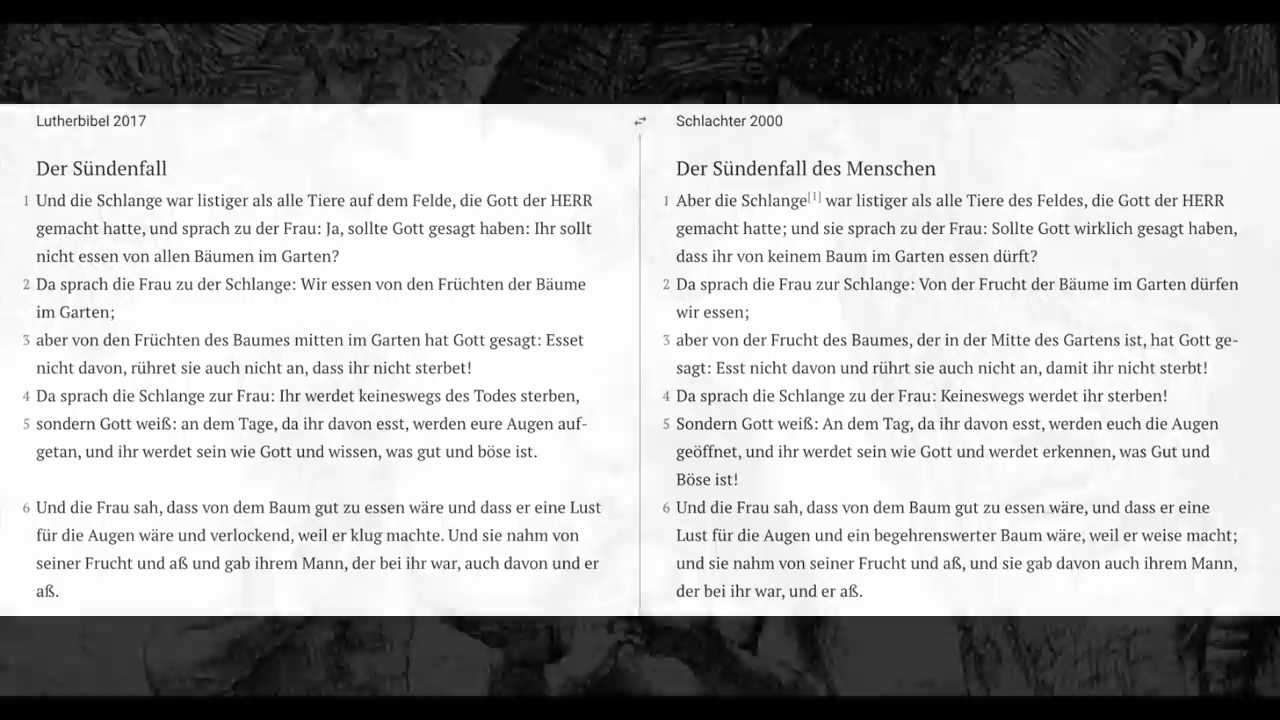 Lutherbibel 2017
Der Sündenfall
1 Und die Schlange war listiger als alle Tiere auf dem Felde, die Gott der HERR
gemacht hatte, und sprach zu der Frau: Ja, sollte Gott gesagt haben: Ihr sollt
nicht essen von allen Bäumen im Garten?
2 Da sprach die Frau zu der Schlange: Wir essen von den Früchten der Bäume
im Garten;
3 aber von den Früchten des Baumes mitten im Garten hat Gott gesagt: Esset
nicht davon, rühret sie auch nicht an, dass ihr nicht sterbet!
4 Da sprach die Schlange zur Frau: Ihr werdet keineswegs des Todes sterben,
5 sondern Gott weiß: an dem Tage, da ihr davon esst, werden eure Augen auf-
getan, und ihr werdet sein wie Gott und wissen, was gut und böse ist.
6 Und die Frau sah, dass von dem Baum gut zu essen wäre und dass er eine Lust
für die Augen wäre und verlockend, weil er klug machte. Und sie nahm von
seiner Frucht und aß und gab ihrem Mann, der bei ihr war, auch davon und er
aß.
Schlachter 2000
Der Sündenfall des Menschen
1 Aber die Schlange[1] war listiger als alle Tiere des Feldes, die Gott der HERR
gemacht hatte; und sie sprach zu der Frau: Sollte Gott wirklich gesagt haben,
dass ihr von keinem Baum im Garten essen dürft?
2 Da sprach die Frau zur Schlange: Von der Frucht der Bäume im Garten dürfen
wir essen;
3 aber von der Frucht des Baumes, der in der Mitte des Gartens ist, hat Gott ge-
sagt: Esst nicht davon und rührt sie auch nicht an, damit ihr nicht sterbt!
4 Da sprach die Schlange zu der Frau: Keineswegs werdet ihr sterben!
5 Sondern Gott weiß: An dem Tag, da ihr davon esst, werden euch die Augen
geöffnet, und ihr werdet sein wie Gott und werdet erkennen, was Gut und
Böse ist!
6 Und die Frau sah, dass von dem Baum gut zu essen wäre, und dass er eine
Lust für die Augen und ein begehrenswerter Baum wäre, weil er weise macht;
und sie nahm von seiner Frucht und aß, und sie gab davon auch ihrem Mann,
der bei ihr war, und er aß.